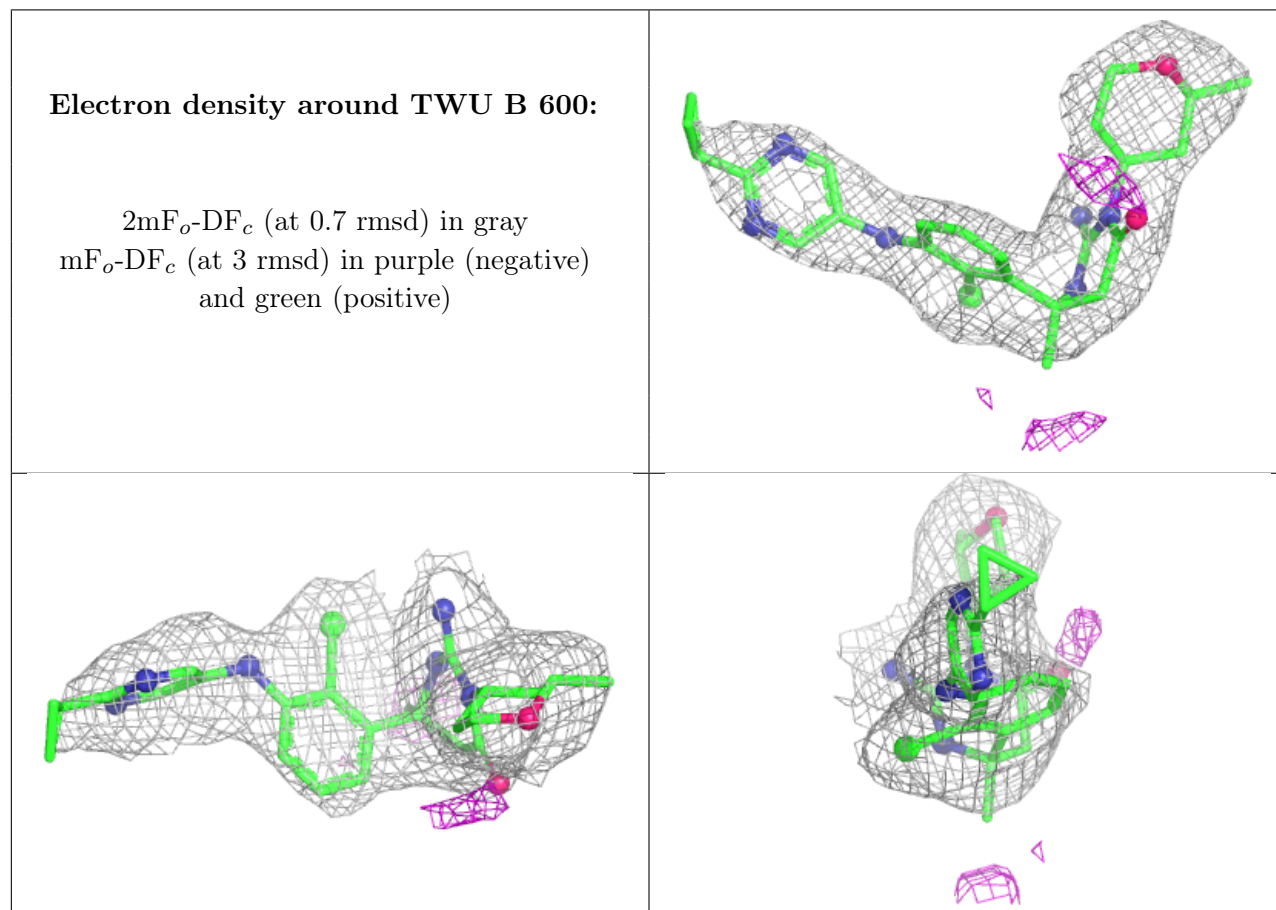 Electron density around TWU B 600:
2mFo-DFc (at 0.7 rmsd) in gray
mFo-DFc (at 3 rmsd) in purple (negative)
and green (positive)